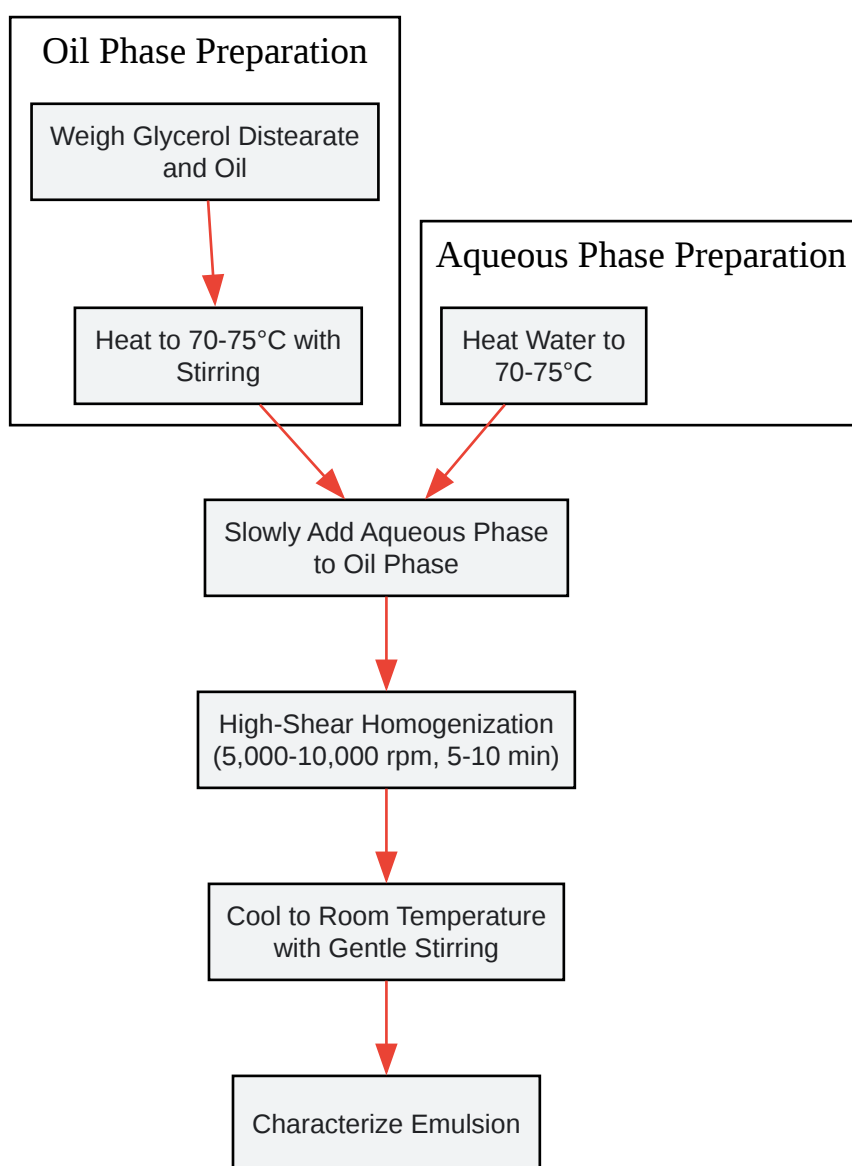 Oil Phase Preparation
Weigh Glycerol Distearate
and Oil
Aqueous Phase Preparation
Heat to 70-75°C with
Stirring
Heat Water to
70-75°C
Slowly Add Aqueous Phase
to Oil Phase
High-Shear Homogenization
(5,000-10,000 rpm, 5-10 min)
Cool to Room Temperature
with Gentle Stirring
Characterize Emulsion